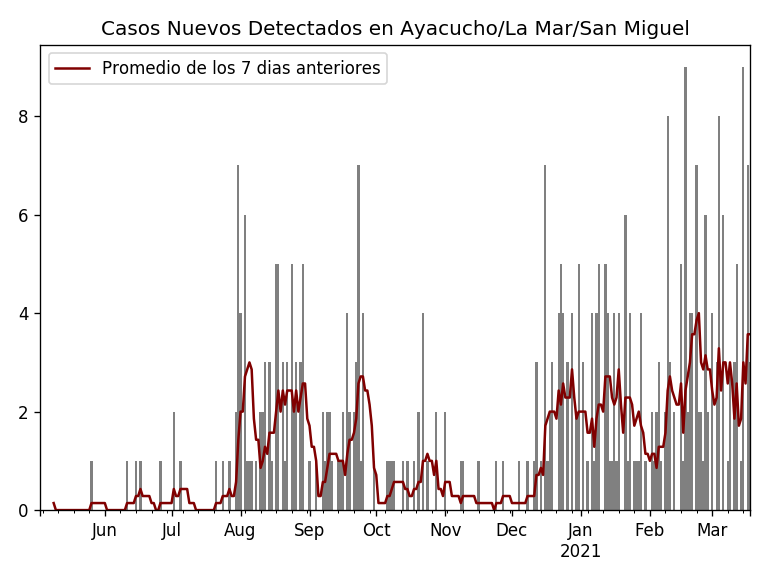 Casos Nuevos Detectados en Ayacucho/La Mar/San Miguel
Promedio de los 7 dias anteriores
8
6
4
2
0
Jun Jul Aug Sep Oct Nov Dec Jan Feb Mar
2021